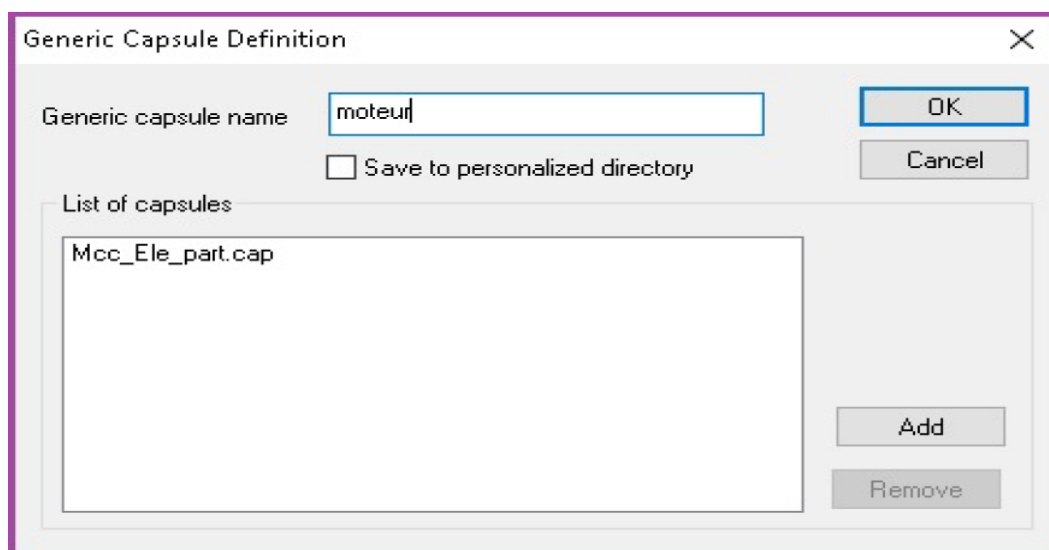 Generic Capsule Definition
Generic capsule name moteur OK
Save to personalized directory Cancel
List of capsules
Mcc_Ele_part.cap
Add
Remove